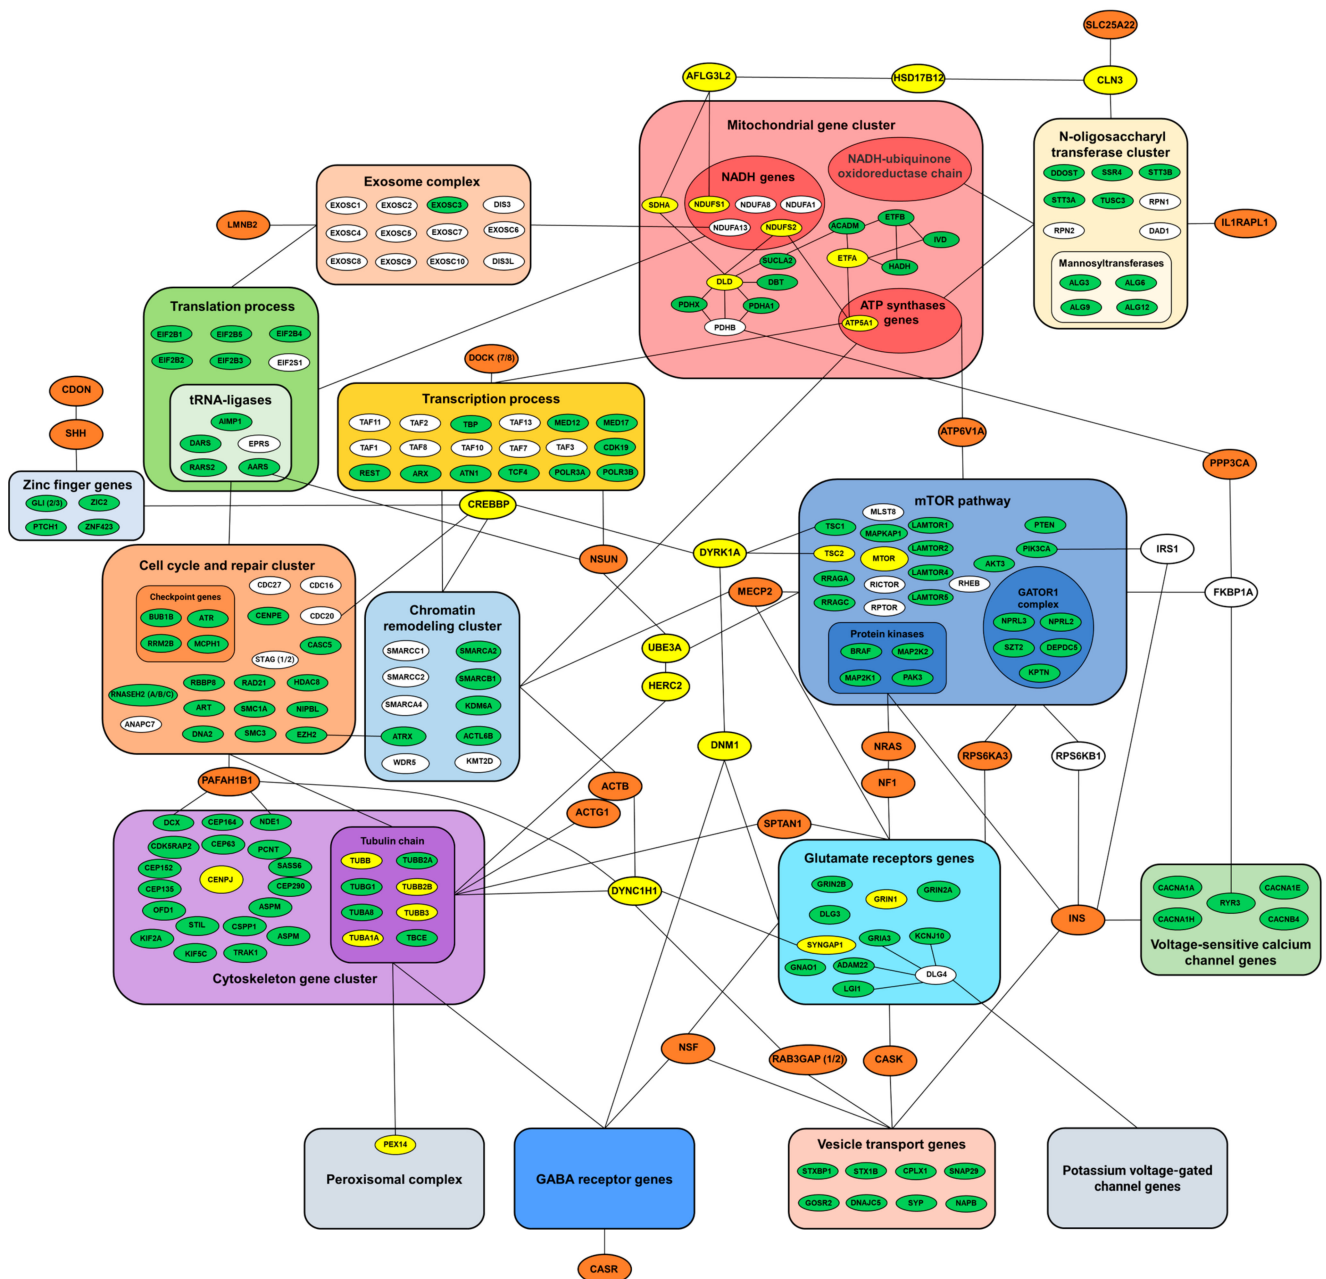 SLC25A22
AFLG3L2
HSD17B12
CLN3
Mitochondrial gene cluster
NADH-ubiquinone
oxidoreductase chain
NADH genes
SDHA
NDUFS1
NDUFA8
NDUFA1
NDUFA13
NDUFS2
ACADM
ETFB
IVD
ETFA
HADH
SUCLA2
DLD
DBT
PDHX
PDHA1
PDHB
ATP synthases
genes
ATP5A1
N-oligosaccharyl
transferase cluster
DDOST
SSR4
STT3B
STT3A
TUSC3
RPN1
RPN2
DAD1
Mannosyltransferases
ALG3
ALG6
ALG9
ALG12
IL1RAPL1
Exosome complex
EXOSC1
EXOSC2
EXOSC3
DIS3
EXOSC4
EXOSC5
EXOSC7
EXOSC6
EXOSC8
EXOSC9
EXOSC10
DIS3L
LMNB2
Translation process
EIF2B1
EIF2B5
EIF2B4
EIF2B2
EIF2B3
EIF2S1
tRNA-ligases
AIMP1
DARS
EPRS
RARS2
AARS
CDON
SHH
Zinc finger genes
GLI (2/3)
ZIC2
PTCH1
ZNF423
DOCK (7/8)
Transcription process
TAF11
TAF2
TBP
TAF13
MED12
MED17
TAF1
TAF8
TAF10
TAF7
TAF3
CDK19
REST
ARX
ATN1
TCF4
POLR3A
POLR3B
CREBBP
ATP6V1A
PPP3CA
mTOR pathway
MLST8
TSC1
MAPKAP1
LAMTOR1
PTEN
TSC2
MTOR
LAMTOR2
PIK3CA
AKT3
RRAGA
RICTOR
LAMTOR4
RHEB
RRAGC
RPTOR
LAMTOR5
GATOR1
complex
NPRL3
NPRL2
SZT2
DEPDC5
KPTN
Protein kinases
BRAF
MAP2K2
MAP2K1
PAK3
IRS1
FKBP1A
DYRK1A
NSUN
MECP2
UBE3A
HERC2
Cell cycle and repair cluster
Checkpoint genes
BUB1B
ATR
RRM2B
MCPH1
CDC27
CDC16
CENPE
CDC20
CASC5
STAG (1/2)
RNASEH2 (A/B/C)
RBBP8
RAD21
HDAC8
ART
SMC1A
NIPBL
ANAPC7
DNA2
SMC3
EZH2
Chromatin
remodeling cluster
SMARCC1
SMARCA2
SMARCC2
SMARCB1
SMARCA4
KDM6A
ATRX
ACTL6B
WDR5
KMT2D
DNM1
NRAS
NF1
RPS6KA3
RPS6KB1
PAFAH1B1
ACTB
ACTG1
SPTAN1
DCX
CEP164
NDE1
CDK5RAP2
CEP63
PCNT
CEP152
SASS6
CENPJ
CEP135
CEP290
OFD1
ASPM
STIL
CSPP1
KIF2A
ASPM
KIF5C
TRAK1
Cytoskeleton gene cluster
Tubulin chain
TUBB
TUBB2A
TUBG1
TUBB2B
TUBA8
TUBB3
TUBA1A
TBCE
DYNC1H1
Glutamate receptors genes
GRIN2B
GRIN1
GRIN2A
DLG3
SYNGAP1
GRIA3
KCNJ10
GNAO1
ADAM22
DLG4
LGI1
INS
CACNA1A
CACNA1E
RYR3
CACNA1H
CACNB4
Voltage-sensitive calcium
channel genes
NSF
RAB3GAP (1/2)
CASK
PEX14
Peroxisomal complex
GABA receptor genes
Vesicle transport genes
STXBP1
STX1B
CPLX1
SNAP29
GOSR2
DNAJC5
SYP
NAPB
Potassium voltage-gated
channel genes
CASR